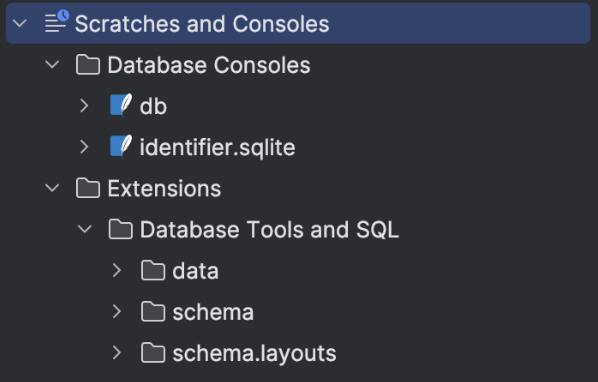 Scratches and Consoles
Database Consoles
db
identifier.sqlite
Extensions
Database Tools and SQL
data
schema
schema.layouts